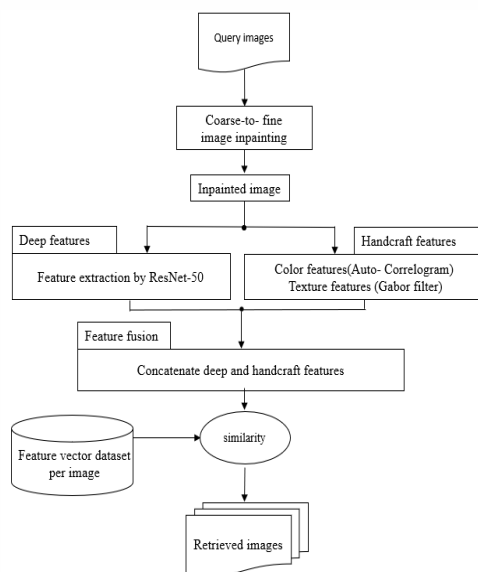 Query images
Coarse-to- fine
image inpainting
Inpainted image
Deep features
Handcraft features
Feature extraction by ResNet-50
Color features(Auto- Correlogram)
Texture features (Gabor filter)
Feature fusion
Concatenate deep and handcraft features
Feature vector dataset
per image
similarity
Retrieved images